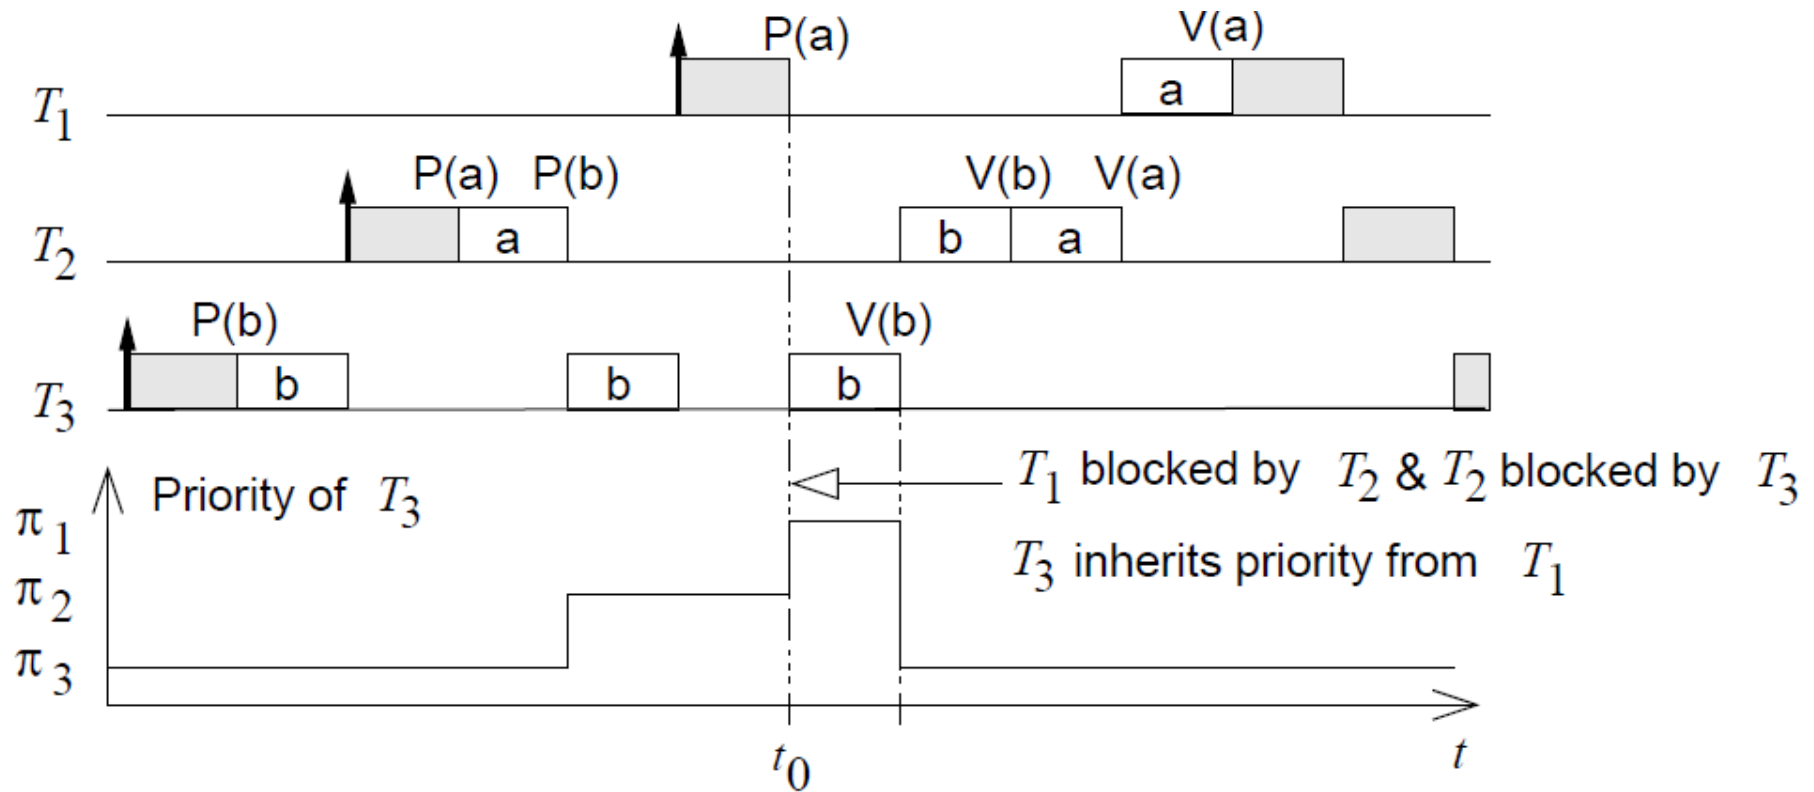 P(a) V(a)
a
T1
P(a) P(b) V(b) V(a)
a b a
T2
P(b) V(b)
b b b
T3
T1 blocked by T2 & T2 blocked by T3
Priority of T3
π1
T3 inherits priority from T1
π2
π3
t0 t